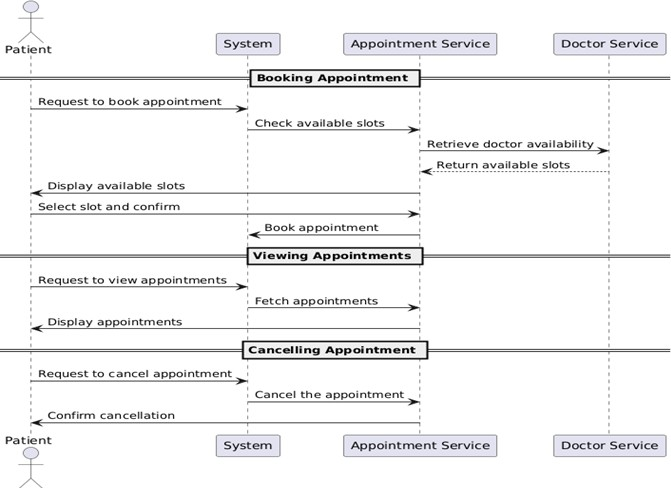 Patient
System
Appointment Service
Doctor Service
Booking Appointment
Request to book appointment
Check available slots
Retrieve doctor availability
Return available slots
Display available slots
Select slot and confirm
Book appointment
Viewing Appointments
Request to view appointments
Fetch appointments
Display appointments
Cancelling Appointment
Request to cancel appointment
Cancel the appointment
Confirm cancellation
Patient
System
Appointment Service
Doctor Service